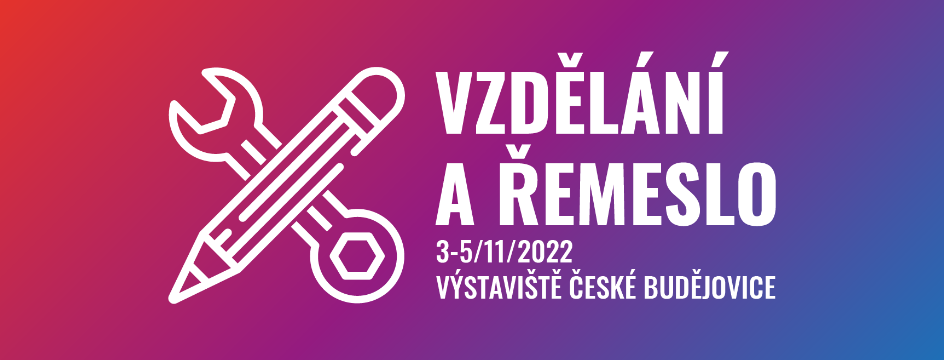 VZDĚLÁNÍ
A ŘEMESLO
3-5/11/2022
VÝSTAVIŠTĚ ČESKÉ BUDĚJOVICE